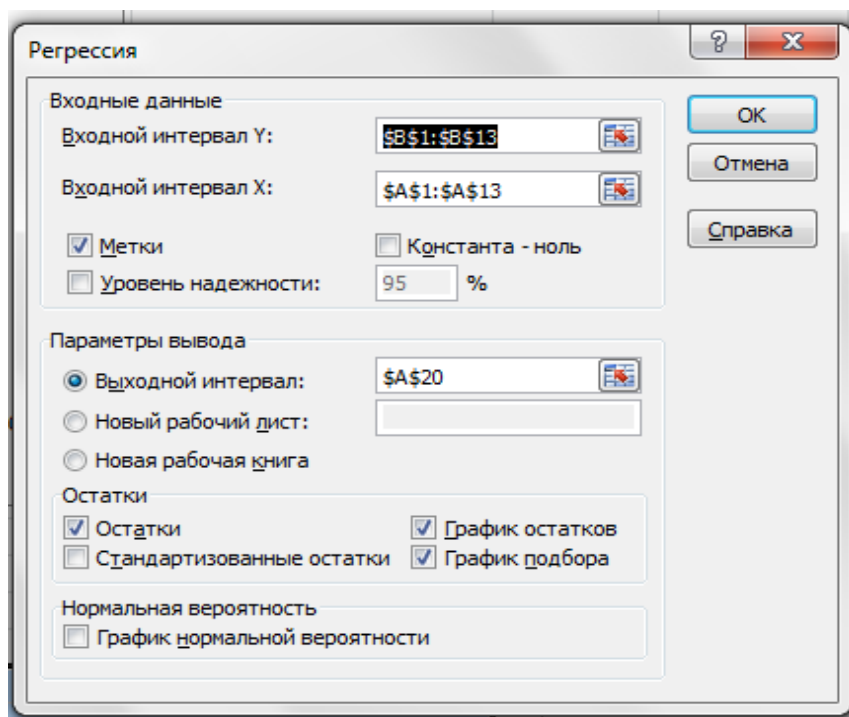 Регрессия
Входные данные
Входной интервал Y: $B$1:$B$13
Входной интервал X: $A$1:$A$13
Метки Константа - ноль
Уровень надежности: 95 %
OK
Отмена
Справка
Параметры вывода
Выходной интервал: $A$20
Новый рабочий лист:
Новая рабочая книга
Остатки
Остатки График остатков
Стандартизованные остатки График подбора
Нормальная вероятность
График нормальной вероятности